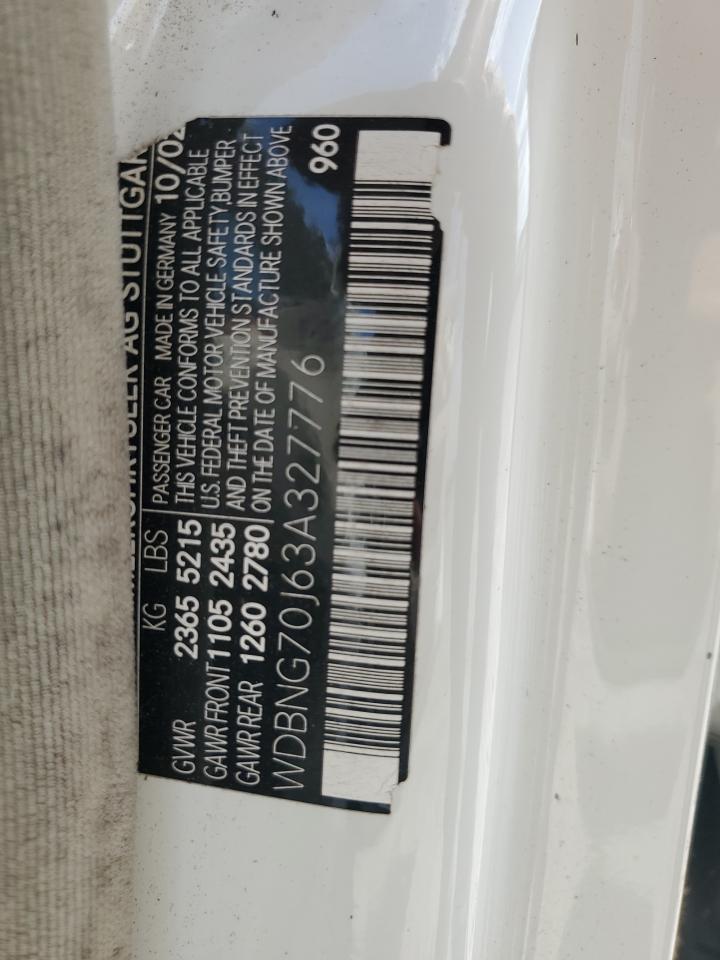 AG STUTTGAR
KG LBS PASSENGER CAR MADE IN GERMANY 10/02
GVWR 2365 5215 THIS VEHICLE CONFORMS TO ALL APPLICABLE
GAWR FRONT 1105 2435 U.S. FEDERAL MOTOR VEHICLE SAFETY, BUMPER
GAWR REAR 1260 2780 AND THEFT PREVENTION STANDARDS IN EFFECT
ON THE DATE OF MANUFACTURE SHOWN ABOVE
WDBNG70J63A327776 960